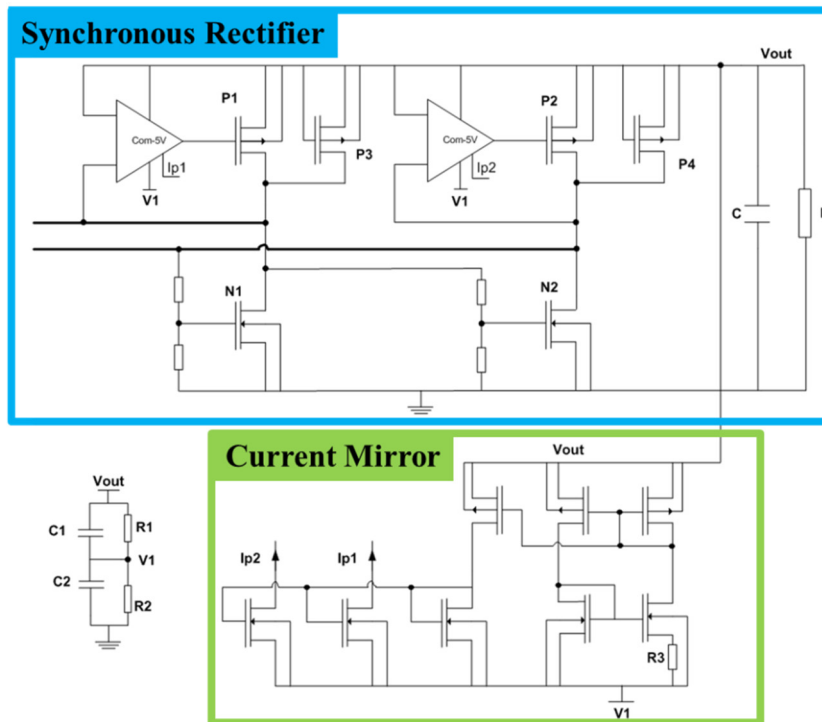 Synchronous Rectifier
Vout
P1
P2
Com-5V
Com-5V
P3
P4
Ip1
Ip2
V1
V1
C
N1
N2
Current Mirror
Vout
Vout
C1
R1
V1
Ip2
Ip1
C2
R2
R3
V1